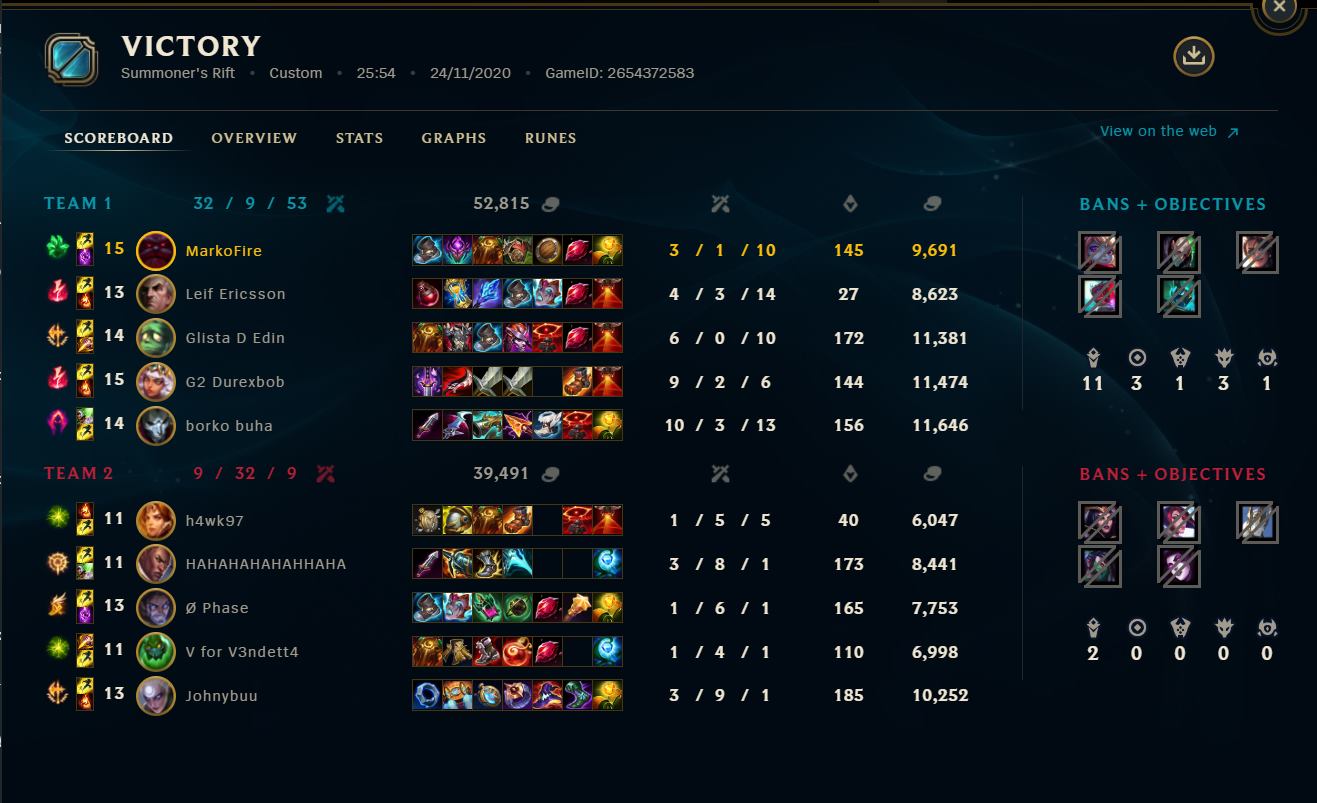 VICTORY
Summoner's Rift • Custom • 25:54 • 24/11/2020 • GameID: 2654372583
SCOREBOARD OVERVIEW STATS GRAPHS RUNES View on the web
TEAM 1 32 / 9 / 53 52,815 BANS + OBJECTIVES
15 MarkoFire 3 / 1 / 10 145 9,691
13 Leif Ericsson 4 / 3 / 14 27 8,623
14 Glista D Edin 6 / 0 / 10 172 11,381
15 G2 Durexbob 9 / 2 / 6 144 11,474
11 3 1 3 1
14 borko buha 10 / 3 / 13 156 11,646
TEAM 2 9 / 32 / 9 39,491 BANS + OBJECTIVES
11 h4wk97 1 / 5 / 5 40 6,047
11 HAHAHAHAHAHHAHA 3 / 8 / 1 173 8,441
13 Ø Phase 1 / 6 / 1 165 7,753
11 V for V3ndett4 1 / 4 / 1 110 6,998
2 0 0 0 0
13 Johnybuu 3 / 9 / 1 185 10,252